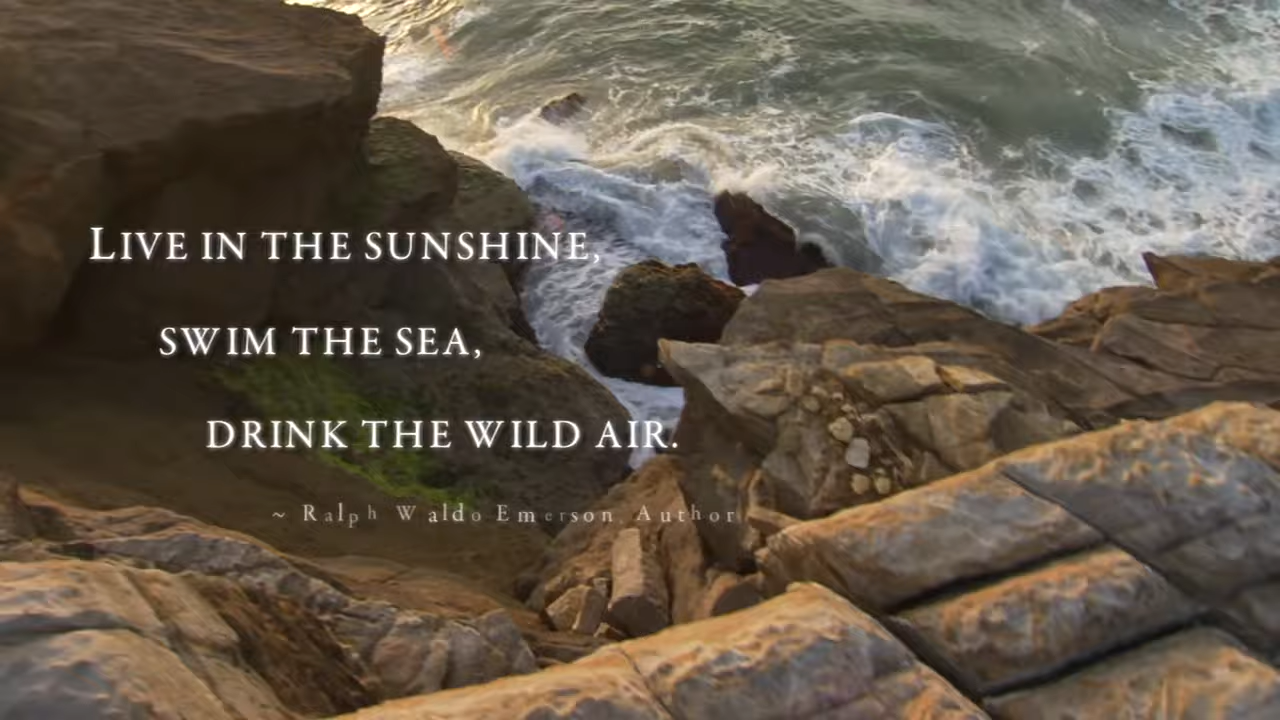 Live in the sunshine,
swim the sea,
drink the wild air.
~ Ralph Waldo Emerson, Author